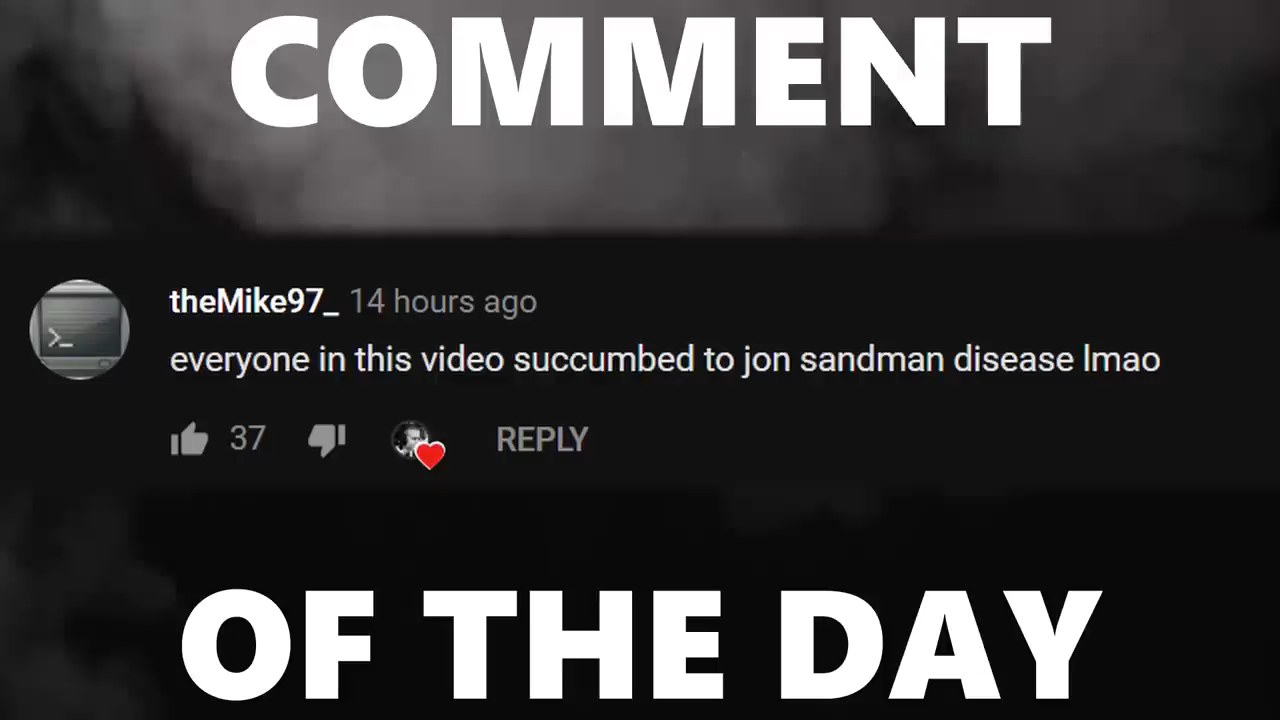 COMMENT
theMike97_ 14 hours ago
everyone in this video succumbed to jon sandman disease lmao
37 REPLY
OF THE DAY